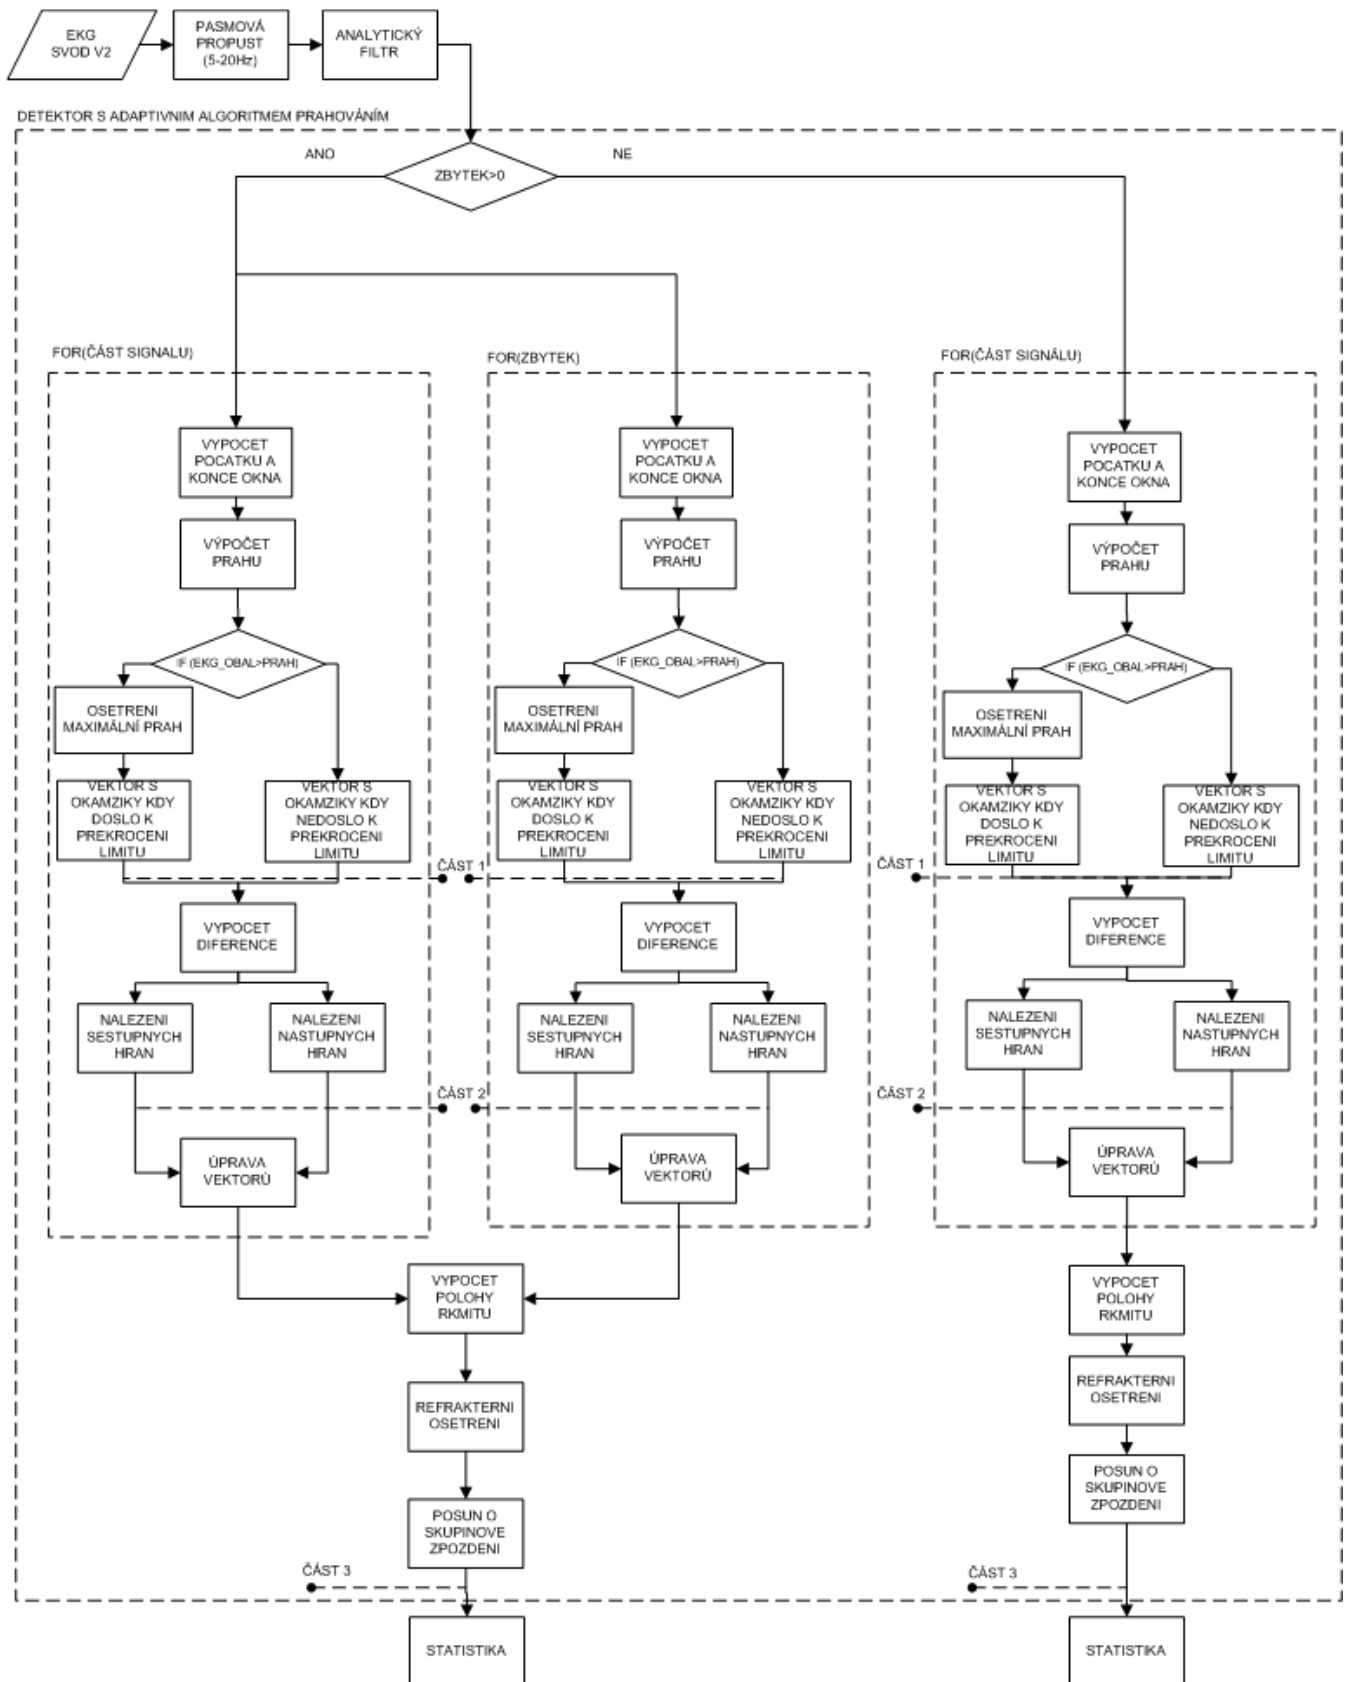 EKG
SVOD V2
PASMOVÁ
PROPUST
(5-20Hz)
ANALYTICKÝ
FILTR
DETEKTOR S ADAPTIVNIM ALGORITMEM PRAHOVÁNÍM
ANO
NE
ZBYTEK>0
FOR(ČÁST SIGNALU)
VYPOCET
POCATKU A
KONCE OKNA
VÝPOČET
PRAHU
IF (EKG_OBAL>PRAH)
OSETRENI
MAXIMÁLNÍ PRAH
VEKTOR S
OKAMZIKY KDY
DOSLO K
PREKROCENI
LIMITU
VEKTOR S
OKAMZIKY KDY
NEDOSLO K
PREKROCENI
LIMITU
ČÁST 1
VYPOCET
DIFERENCE
NALEZENI
SESTUPNYCH
HRAN
NALEZENI
NASTUPNYCH
HRAN
ČÁST 2
ÚPRAVA
VEKTORŮ
FOR(ZBYTEK)
VYPOCET
POCATKU A
KONCE OKNA
VÝPOČET
PRAHU
IF (EKG_OBAL>PRAH)
OSETRENI
MAXIMÁLNÍ PRAH
VEKTOR S
OKAMZIKY KDY
DOSLO K
PREKROCENI
LIMITU
VEKTOR S
OKAMZIKY KDY
NEDOSLO K
PREKROCENI
LIMITU
VYPOCET
DIFERENCE
NALEZENI
SESTUPNYCH
HRAN
NALEZENI
NASTUPNYCH
HRAN
ÚPRAVA
VEKTORŮ
VYPOCET
POLOHY
RKMITU
REFRAKTERNI
OSETRENI
POSUN O
SKUPINOVE
ZPOZDENI
ČÁST 3
STATISTIKA
FOR(ČÁST SIGNÁLU)
VYPOCET
POCATKU A
KONCE OKNA
VÝPOČET
PRAHU
IF (EKG_OBAL>PRAH)
OSETRENI
MAXIMÁLNÍ PRAH
VEKTOR S
OKAMZIKY KDY
DOSLO K
PREKROCENI
LIMITU
VEKTOR S
OKAMZIKY KDY
NEDOSLO K
PREKROCENI
LIMITU
ČÁST 1
VYPOCET
DIFERENCE
NALEZENI
SESTUPNYCH
HRAN
NALEZENI
NASTUPNYCH
HRAN
ČÁST 2
ÚPRAVA
VEKTORŮ
VYPOCET
POLOHY
RKMITU
REFRAKTERNI
OSETRENI
POSUN O
SKUPINOVE
ZPOZDENI
ČÁST 3
STATISTIKA